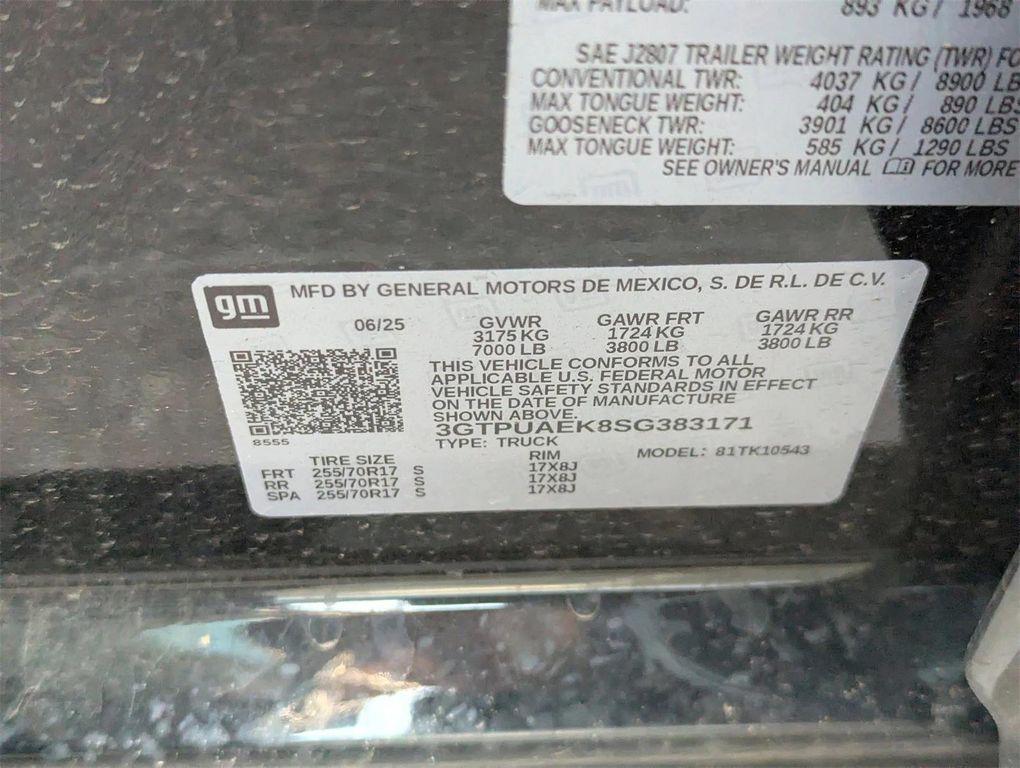 MAX PAYLOAD: 893 KG / 1968
SAE J2807 TRAILER WEIGHT RATING (TWR) FO
CONVENTIONAL TWR: 4037 KG / 8900 LB
MAX TONGUE WEIGHT: 404 KG / 890 LBS
GOOSENECK TWR: 3901 KG / 8600 LBS
MAX TONGUE WEIGHT: 585 KG / 1290 LBS
SEE OWNER'S MANUAL FOR MORE
gm MFD BY GENERAL MOTORS DE MEXICO, S. DE R.L. DE C.V.
06/25 GVWR GAWR FRT GAWR RR
3175 KG 1724 KG 1724 KG
7000 LB 3800 LB 3800 LB
THIS VEHICLE CONFORMS TO ALL
APPLICABLE U.S. FEDERAL MOTOR
VEHICLE SAFETY STANDARDS IN EFFECT
ON THE DATE OF MANUFACTURE
SHOWN ABOVE.
3GTPUAEK8SG383171
8555 TYPE: TRUCK MODEL: 81TK10543
TIRE SIZE RIM
FRT 255/70R17 S 17X8J
RR 255/70R17 S 17X8J
SPA 255/70R17 S 17X8J